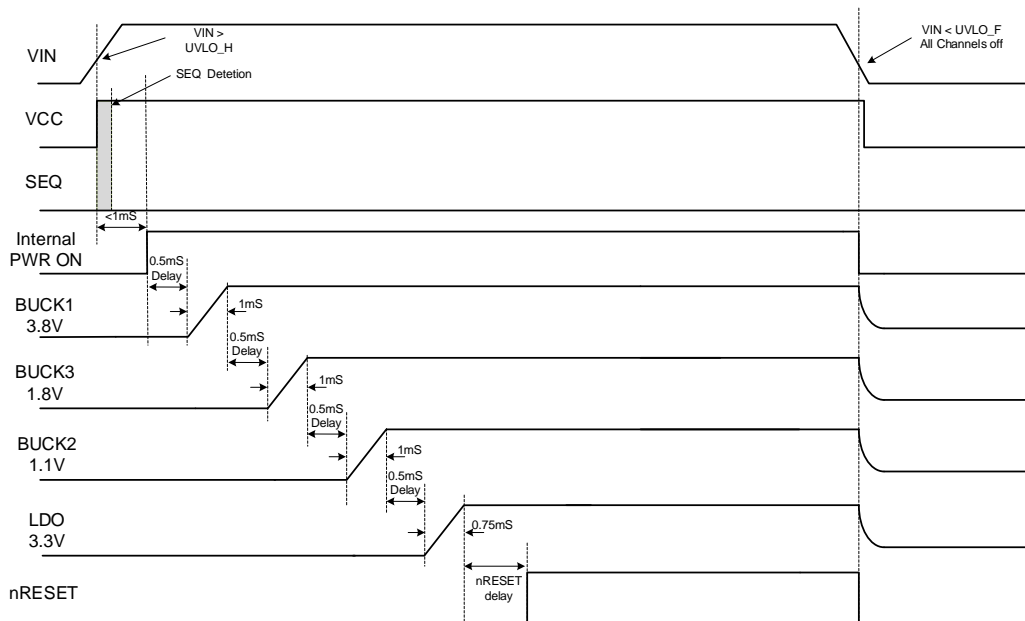 VIN
VIN >
UVLO_H
VIN < UVLO_F
All Channels off
SEQ Detetion
VCC
SEQ
<1mS
Internal
PWR ON
0.5mS
Delay
BUCK1
3.8V
1mS
0.5mS
Delay
BUCK3
1.8V
1mS
0.5mS
Delay
BUCK2
1.1V
1mS
0.5mS
Delay
LDO
3.3V
0.75mS
nRESET
delay
nRESET